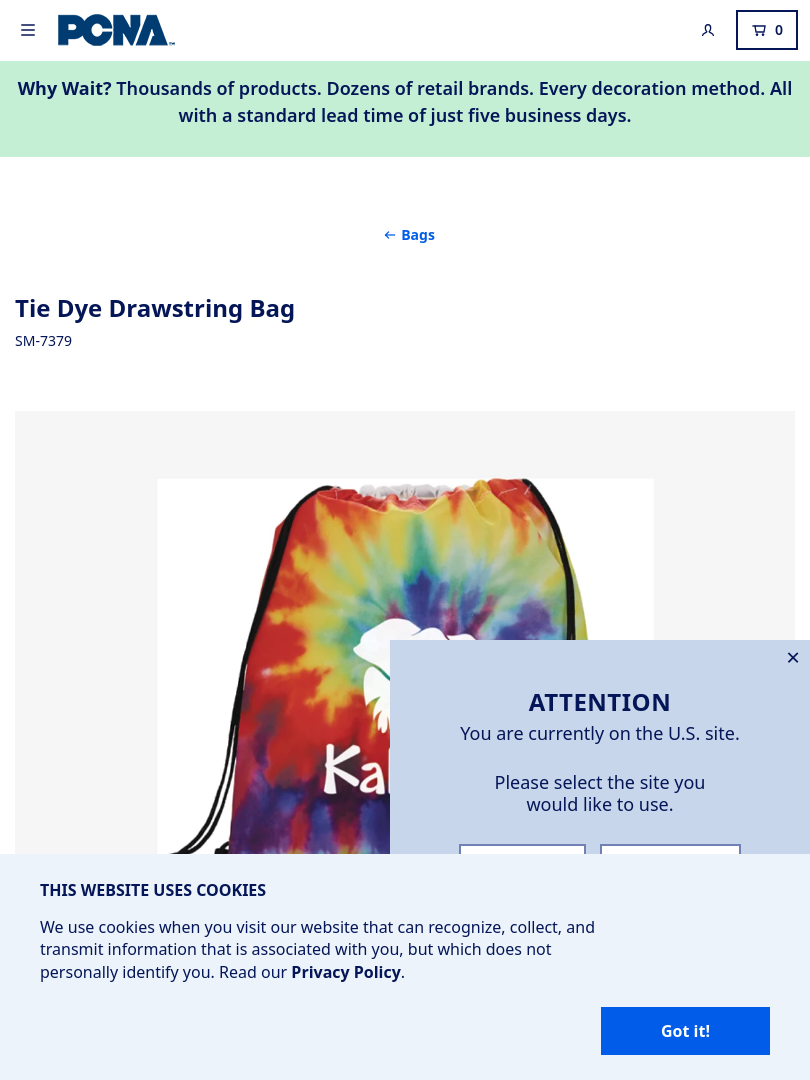 PCNA
0
Why Wait? Thousands of products. Dozens of retail brands. Every decoration method. All
with a standard lead time of just five business days.
← Bags
Tie Dye Drawstring Bag
SM-7379
ATTENTION
You are currently on the U.S. site.
Please select the site you
would like to use.
THIS WEBSITE USES COOKIES
We use cookies when you visit our website that can recognize, collect, and
transmit information that is associated with you, but which does not
personally identify you. Read our Privacy Policy.
Got it!